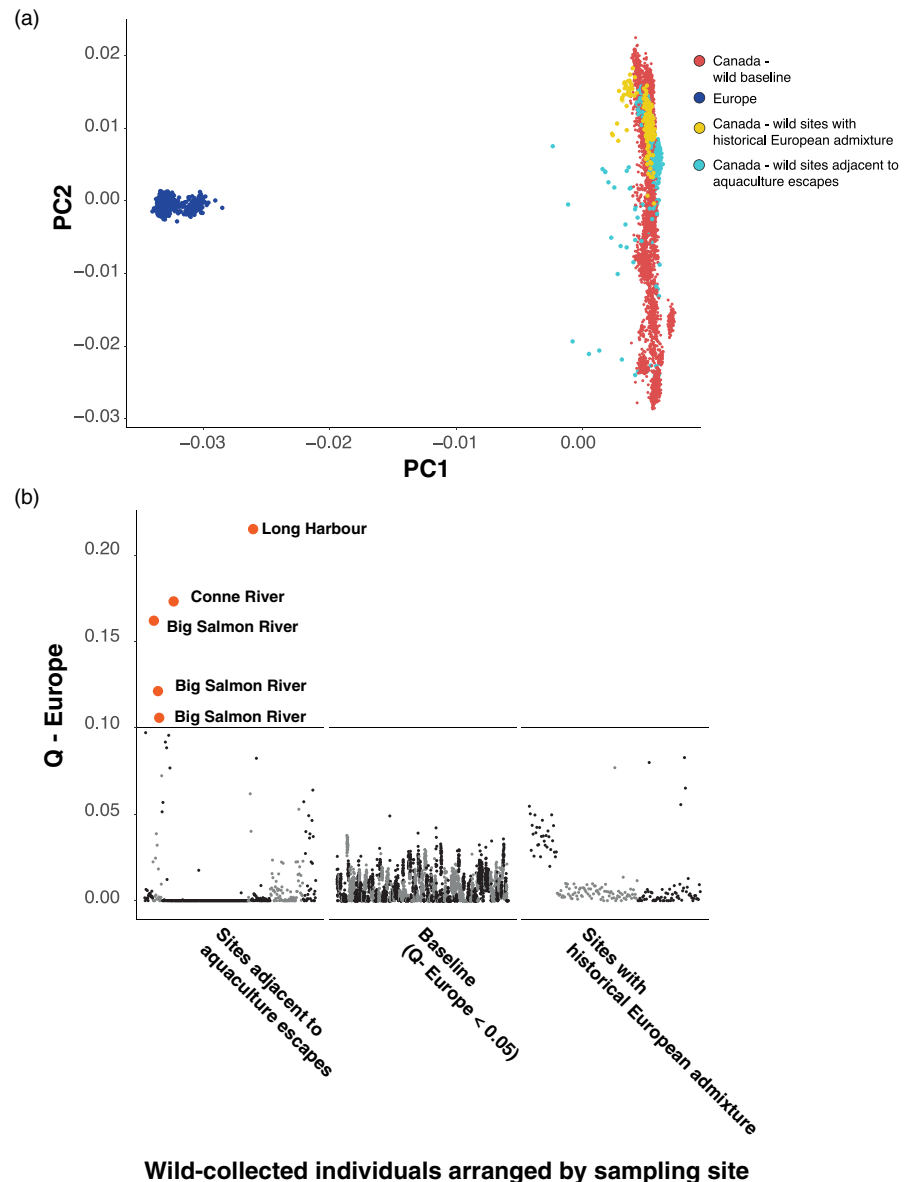 (a)
0.02
0.01
0.00
−0.01
−0.02
−0.03
PC2
−0.03
−0.02
−0.01
0.00
PC1
Canada -
wild baseline
Europe
Canada - wild sites with
historical European admixture
Canada - wild sites adjacent to
aquaculture escapes
(b)
0.20
0.15
0.10
0.05
0.00
Q - Europe
Long Harbour
Conne River
Big Salmon River
Big Salmon River
Big Salmon River
Sites adjacent to
aquaculture escapes
Baseline
(Q- Europe < 0.05)
Sites with
historical European admixture
Wild-collected individuals arranged by sampling site